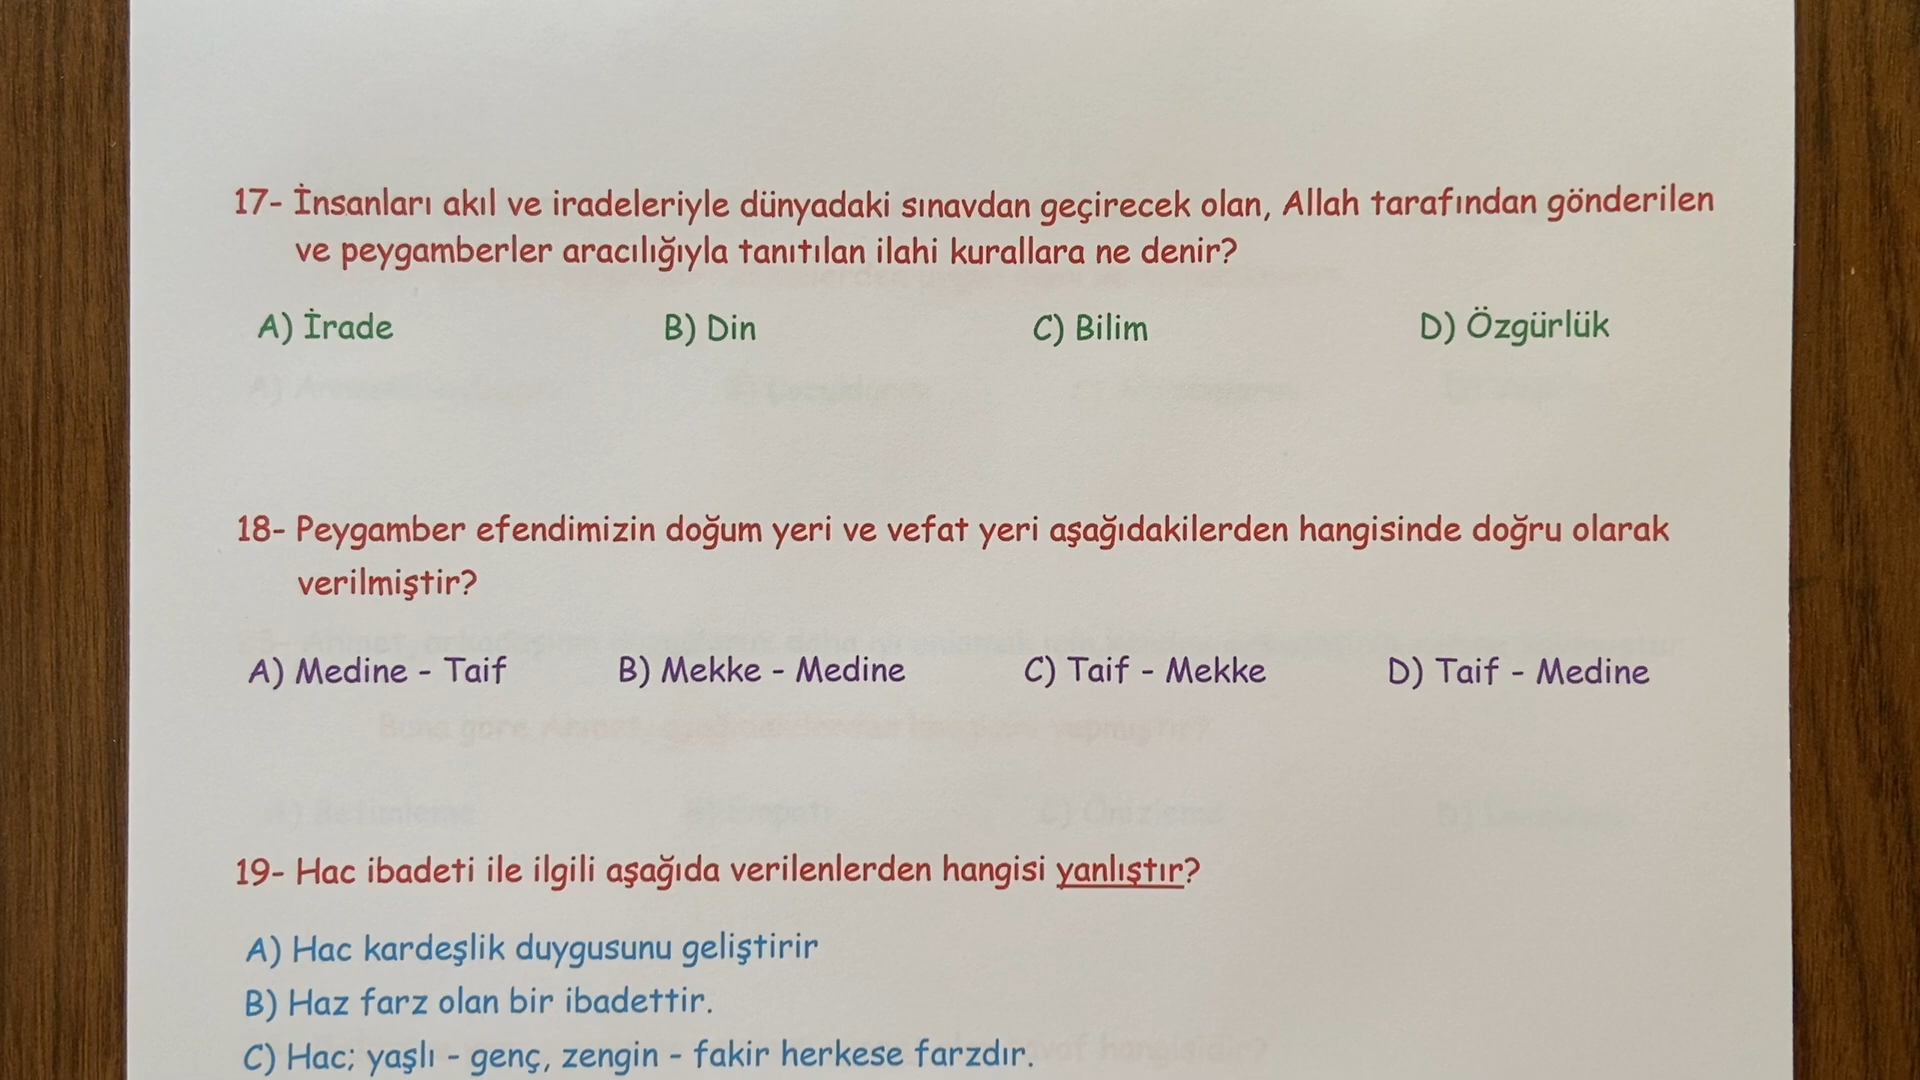 17- İnsanları akıl ve iradeleriyle dünyadaki sınavdan geçirecek olan, Allah tarafından gönderilen
ve peygamberler aracılığıyla tanıtılan ilahi kurallara ne denir?
A) İrade B) Din C) Bilim D) Özgürlük
18- Peygamber efendimizin doğum yeri ve vefat yeri aşağıdakilerden hangisinde doğru olarak
verilmiştir?
A) Medine - Taif B) Mekke - Medine C) Taif - Mekke D) Taif - Medine
19- Hac ibadeti ile ilgili aşağıda verilenlerden hangisi yanlıştır?
A) Hac kardeşlik duygusunu geliştirir
B) Haz farz olan bir ibadettir.
C) Hac; yaşlı - genç, zengin - fakir herkese farzdır.